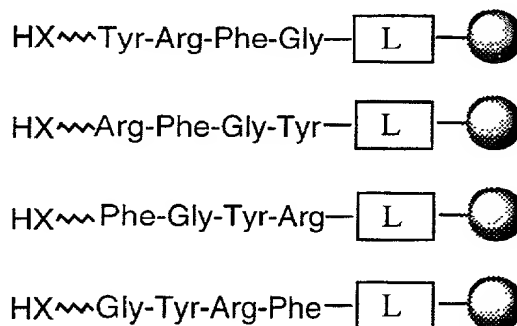 HX~~Tyr-Arg-Phe-Gly— L
HX~~Arg-Phe-Gly-Tyr— L
HX~~Phe-Gly-Tyr-Arg— L
HX~~Gly-Tyr-Arg-Phe— L